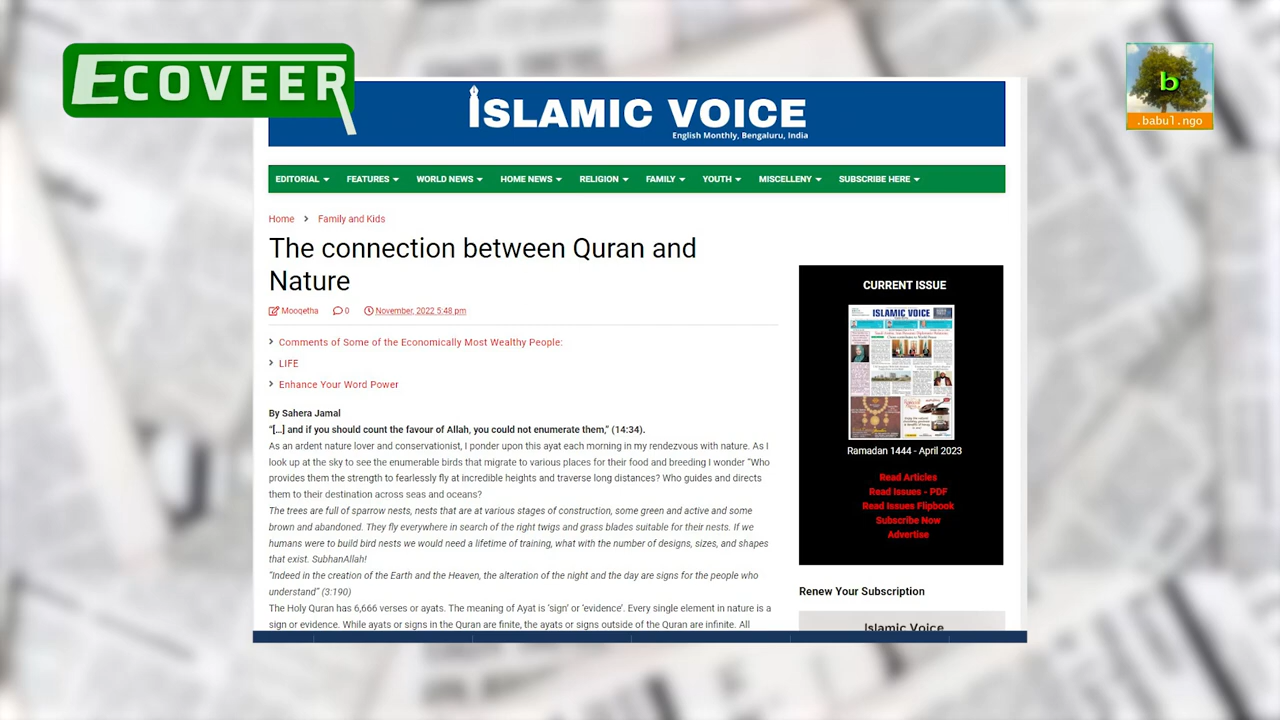 ECOVEER
b
.babul.ngo
ISLAMIC VOICE
English Monthly, Bengaluru, India
EDITORIAL FEATURES WORLD NEWS HOME NEWS RELIGION FAMILY YOUTH MISCELLENY SUBSCRIBE HERE
Home > Family and Kids
The connection between Quran and
Nature
Mooqetha 0 November, 2022 5:48 pm
Comments of Some of the Economically Most Wealthy People:
LIFE
Enhance Your Word Power
By Sahera Jamal
“[…] and if you should count the favour of Allah, you could not enumerate them,” (14:34).
As an ardent nature lover and conservationist, I ponder upon this ayat each morning in my rendezvous with nature. As I
look up at the sky to see the enumerable birds that migrate to various places for their food and breeding I wonder “Who
provides them the strength to fearlessly fly at incredible heights and traverse long distances? Who guides and directs
them to their destination across seas and oceans?
The trees are full of sparrow nests, nests that are at various stages of construction, some green and active and some
brown and abandoned. They fly everywhere in search of the right twigs and grass blades suitable for their nests. If we
humans were to build bird nests we would need a lifetime of training, what with the number of designs, sizes, and shapes
that exist. SubhanAllah!
“Indeed in the creation of the Earth and the Heaven, the alteration of the night and the day are signs for the people who
understand” (3:190)
The Holy Quran has 6,666 verses or ayats. The meaning of Ayat is ‘sign’ or ‘evidence’. Every single element in nature is a
sign or evidence. While ayats or signs in the Quran are finite, the ayats or signs outside of the Quran are infinite. All
CURRENT ISSUE
ISLAMIC VOICE
Ramadan 1444 - April 2023
Read Articles
Read Issues - PDF
Read Issues Flipbook
Subscribe Now
Advertise
Renew Your Subscription
Islamic Voice